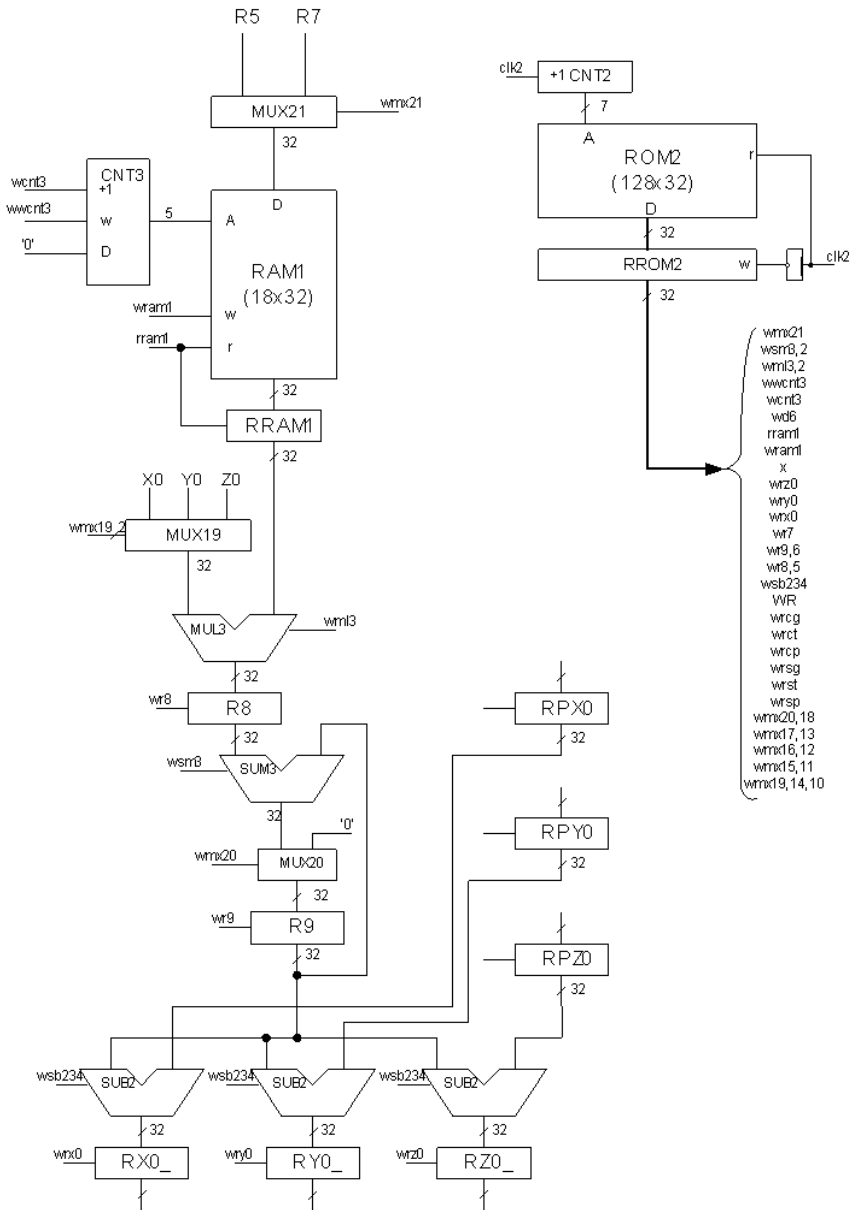 R5 R7
MUX21
wmx21
32
CNT3
wcnt3
+1
wwcnt3
w
'0'
D
5
D
A
RAM1
(18x32)
wram1
w
rram1
r
32
RRAM1
32
X0 Y0 Z0
wmx19_2
MUX19
32
MUL3
wml3
32
wr8
R8
32
wsm3
SUM3
32
'0'
wmx20
MUX20
32
wr9
R9
32
RPX0
32
RPY0
32
RPZ0
32
wsb234
SUB2
wsb234
SUB2
wsb234
SUB2
32
32
32
wrx0
RX0_
wry0
RY0_
wrz0
RZ0_
clk2
+1 CNT2
7
A
ROM2
(128x32)
r
D
32
RROM2
w
clk2
32
wmx21
wsm3,2
wml3,2
wwcnt3
wcnt3
wd6
rram1
wram1
x
wrz0
wry0
wrx0
wr7
wr9,6
wr8,5
wsb234
WR
wrcg
wrct
wrcp
wrsg
wrst
wrsp
wmx20,18
wmx17,13
wmx16,12
wmx15,11
wmx19,14,10